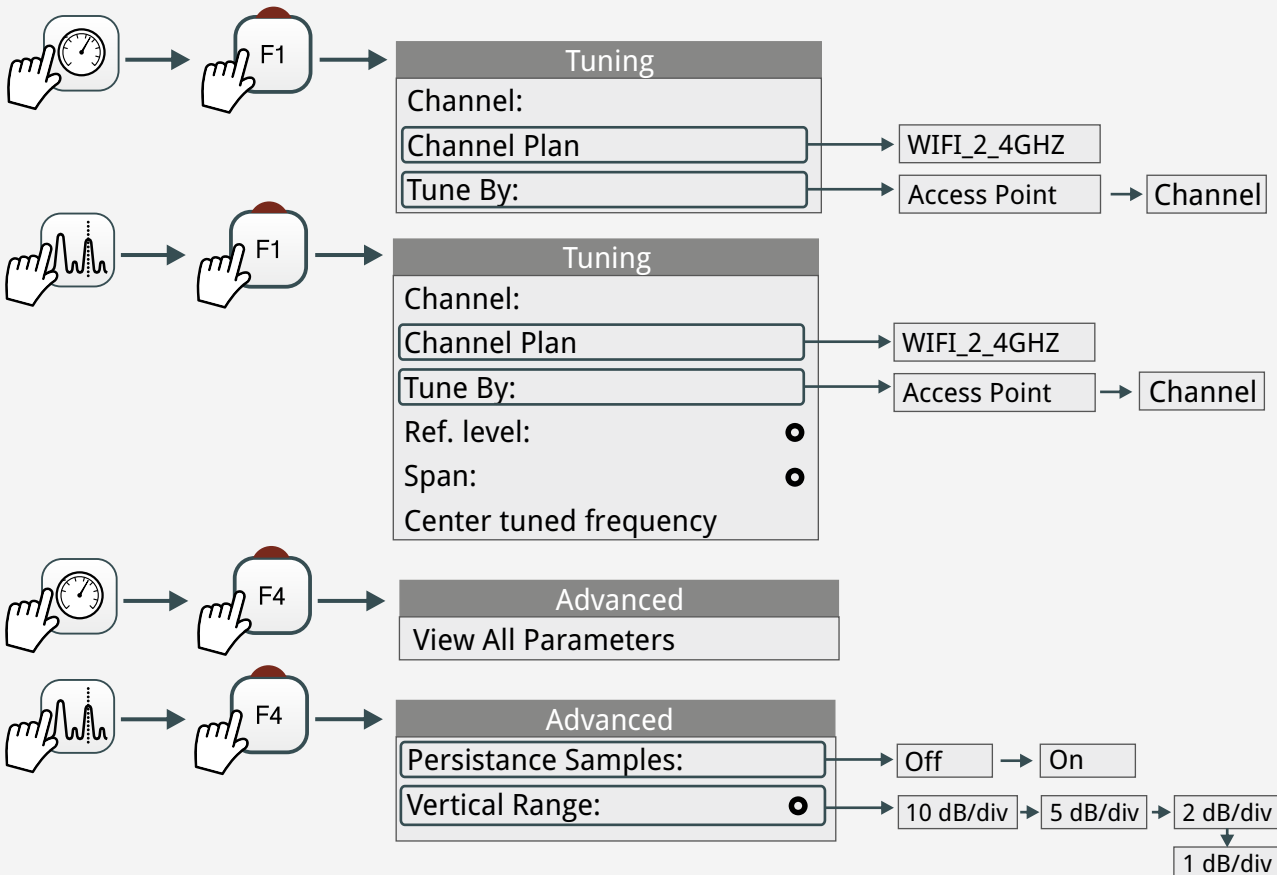 F1
Tuning
Channel:
Channel Plan
WIFI_2_4GHZ
Tune By:
Access Point
Channel
F1
Tuning
Channel:
Channel Plan
WIFI_2_4GHZ
Tune By:
Access Point
Channel
Ref. level:
Span:
Center tuned frequency
F4
Advanced
View All Parameters
F4
Advanced
Persistance Samples:
Off
On
Vertical Range:
10 dB/div
5 dB/div
2 dB/div
1 dB/div